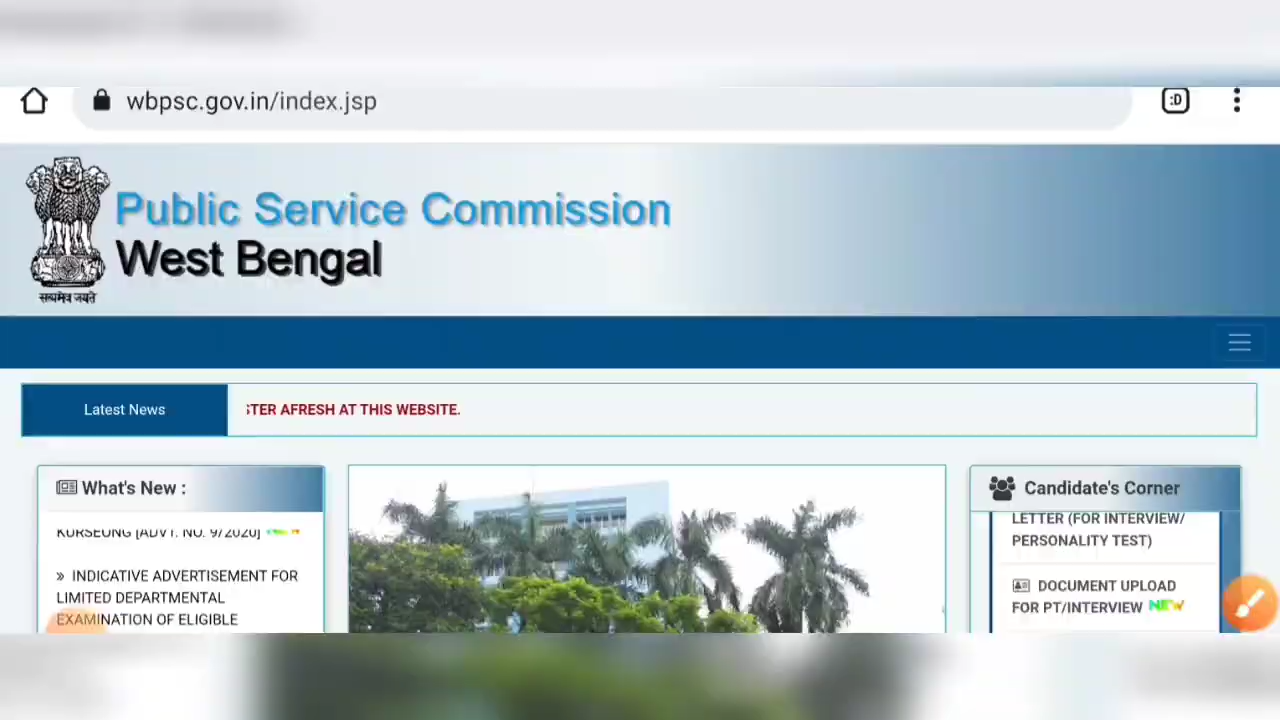 wbpsc.gov.in/index.jsp
:D
Public Service Commission
West Bengal
सत्यमेव जयते
Latest News
STER AFRESH AT THIS WEBSITE.
What's New :
KURSEUNG [ADVT. NO. 9/2020] NEW
» INDICATIVE ADVERTISEMENT FOR
LIMITED DEPARTMENTAL
EXAMINATION OF ELIGIBLE
Candidate's Corner
LETTER (FOR INTERVIEW/
PERSONALITY TEST)
DOCUMENT UPLOAD
FOR PT/INTERVIEW NEW